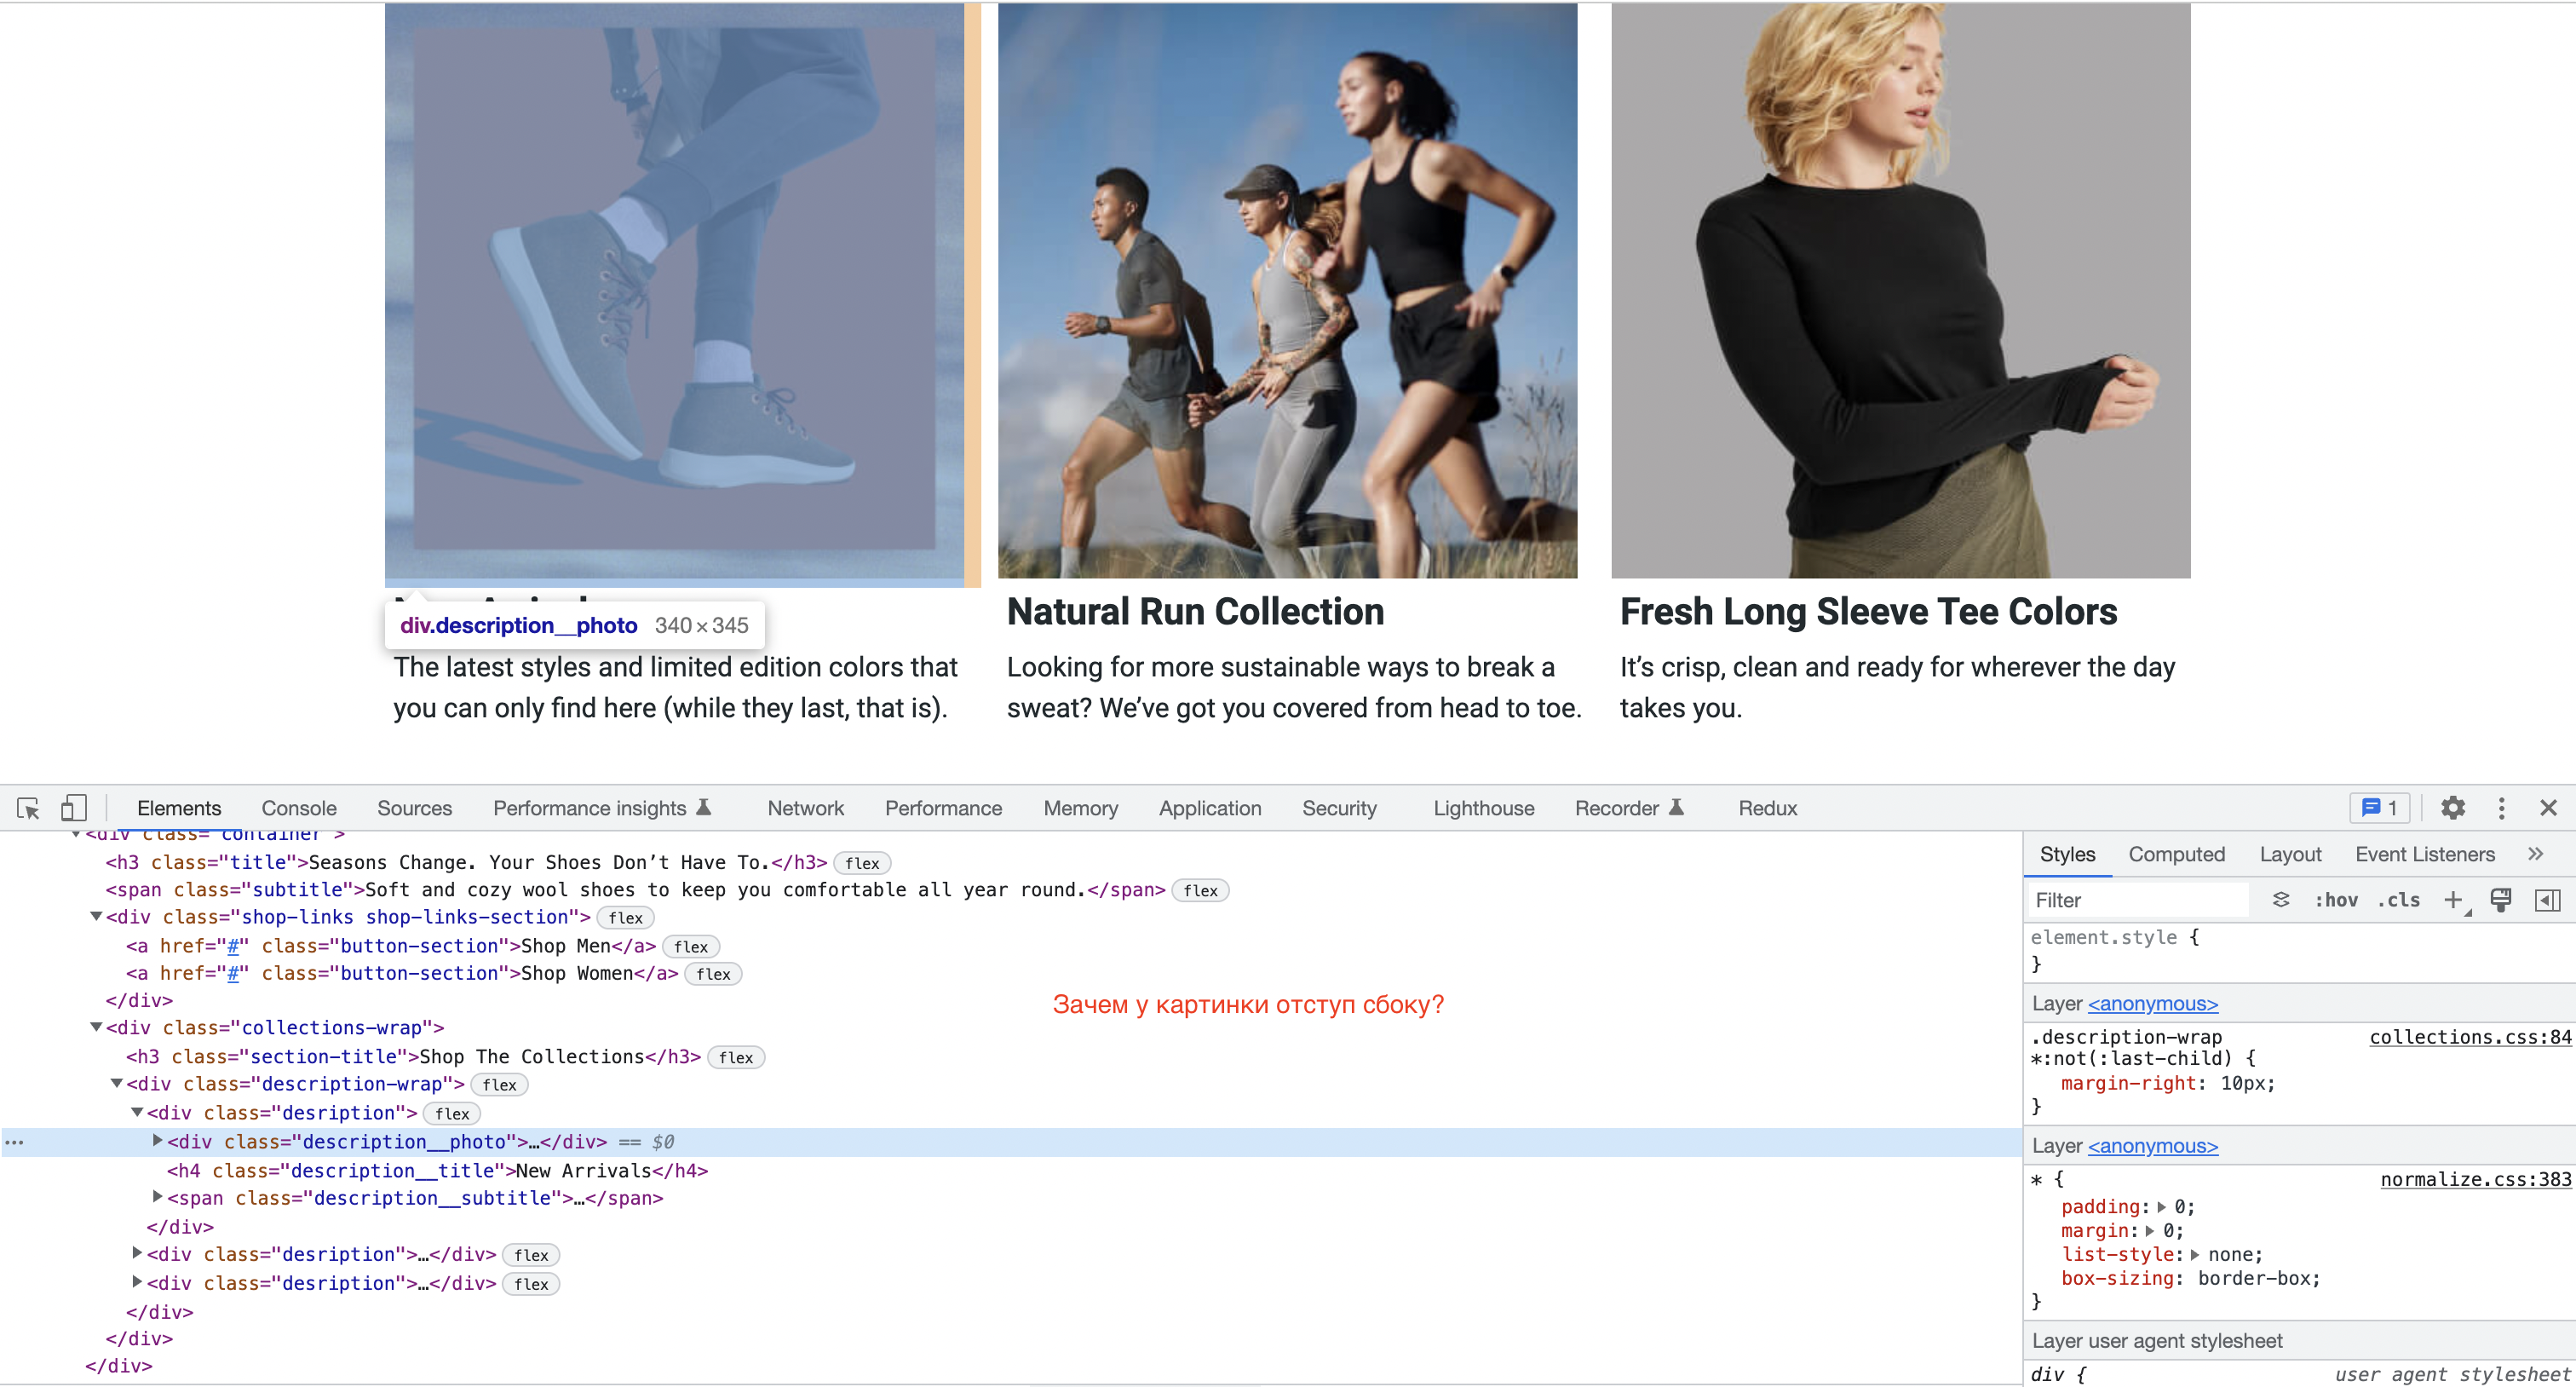 Natural Run Collection
Fresh Long Sleeve Tee Colors
div.description__photo 340 × 345
The latest styles and limited edition colors that
you can only find here (while they last, that is).
Looking for more sustainable ways to break a
sweat? We’ve got you covered from head to toe.
It’s crisp, clean and ready for wherever the day
takes you.
Elements Console Sources Performance insights Network Performance Memory Application Security Lighthouse Recorder Redux 1
<div class="container">
<h3 class="title">Seasons Change. Your Shoes Don’t Have To.</h3> flex
<span class="subtitle">Soft and cozy wool shoes to keep you comfortable all year round.</span> flex
<div class="shop-links shop-links-section"> flex
<a href="#" class="button-section">Shop Men</a> flex
<a href="#" class="button-section">Shop Women</a> flex
</div>
Зачем у картинки отступ сбоку?
<div class="collections-wrap">
<h3 class="section-title">Shop The Collections</h3> flex
<div class="description-wrap"> flex
<div class="desription"> flex
<div class="description__photo">…</div> == $0
<h4 class="description__title">New Arrivals</h4>
<span class="description__subtitle">…</span>
</div>
<div class="desription">…</div> flex
<div class="desription">…</div> flex
</div>
</div>
</div>
Styles Computed Layout Event Listeners
Filter :hov .cls
element.style {
}
Layer <anonymous>
.description-wrap collections.css:84
*:not(:last-child) {
margin-right: 10px;
}
Layer <anonymous>
* { normalize.css:383
padding: 0;
margin: 0;
list-style: none;
box-sizing: border-box;
}
Layer user agent stylesheet
div { user agent stylesheet